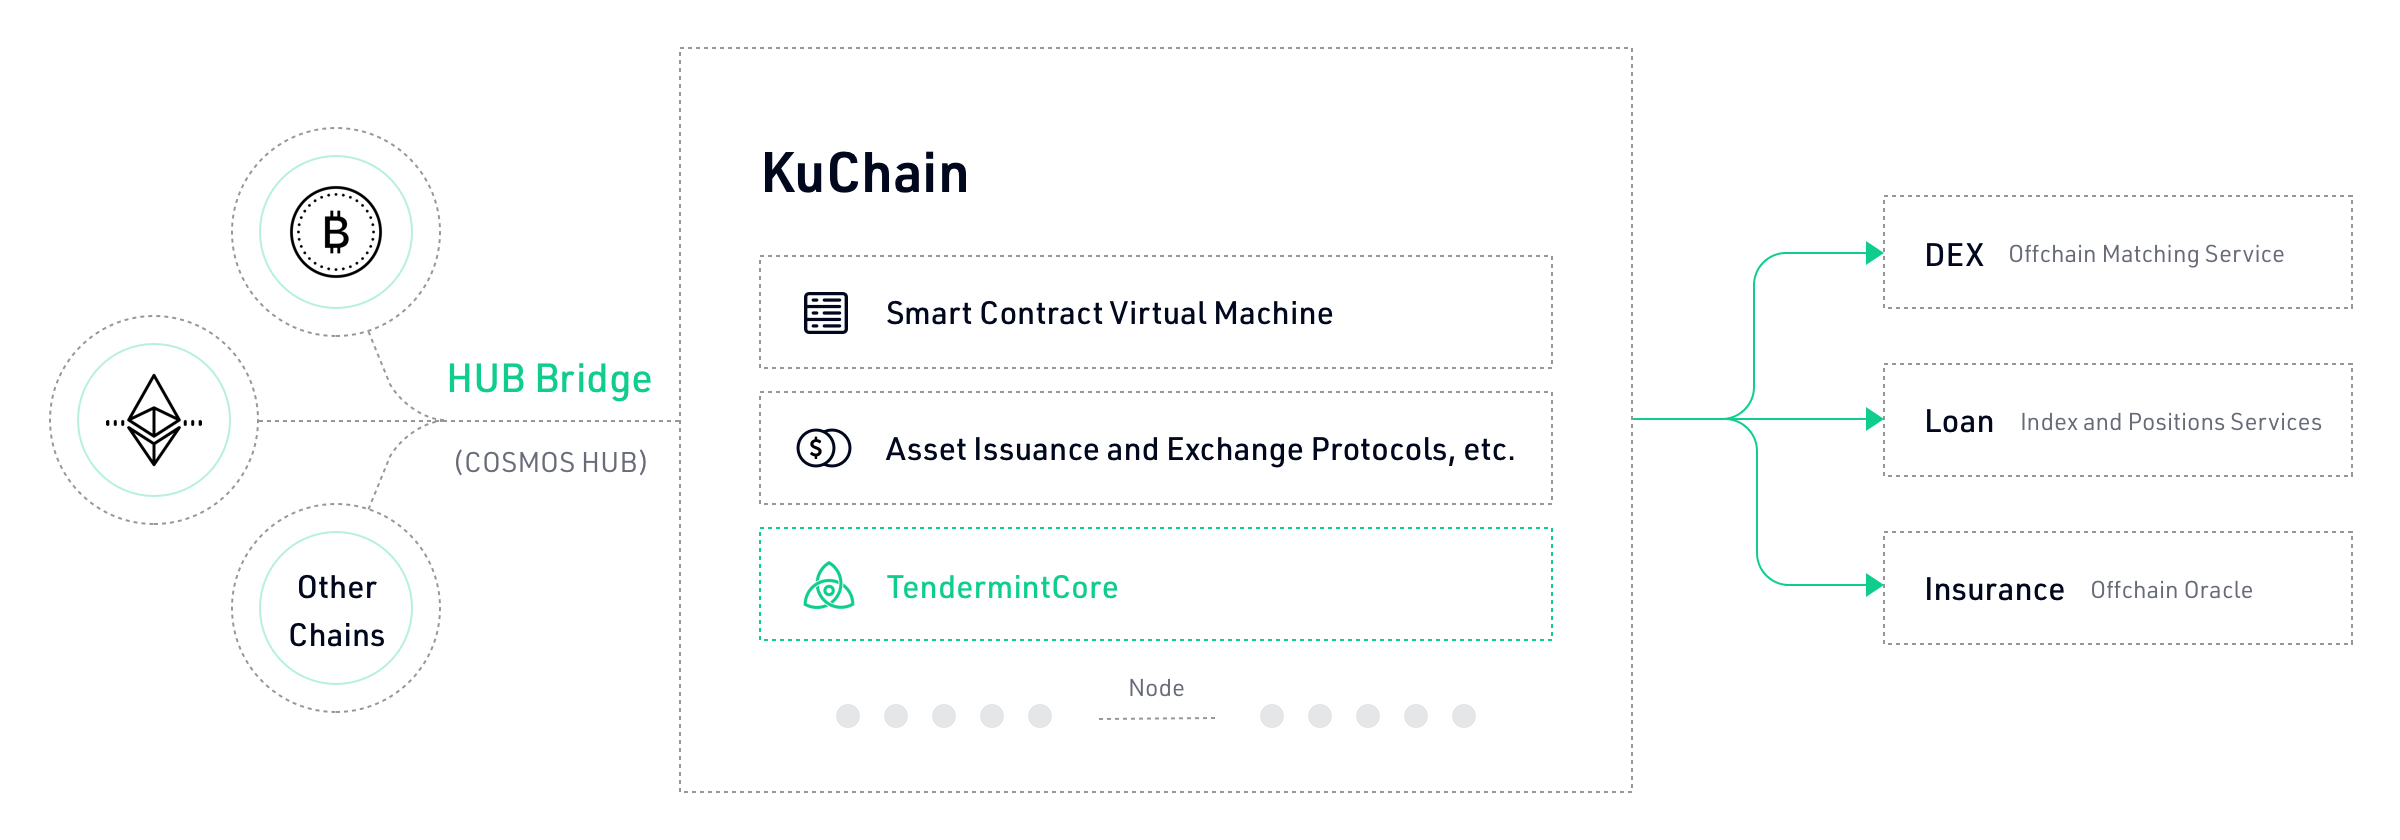 HUB Bridge
(COSMOS HUB)
Other
Chains
KuChain
Smart Contract Virtual Machine
Asset Issuance and Exchange Protocols, etc.
TendermintCore
Node
DEX Offchain Matching Service
Loan Index and Positions Services
Insurance Offchain Oracle